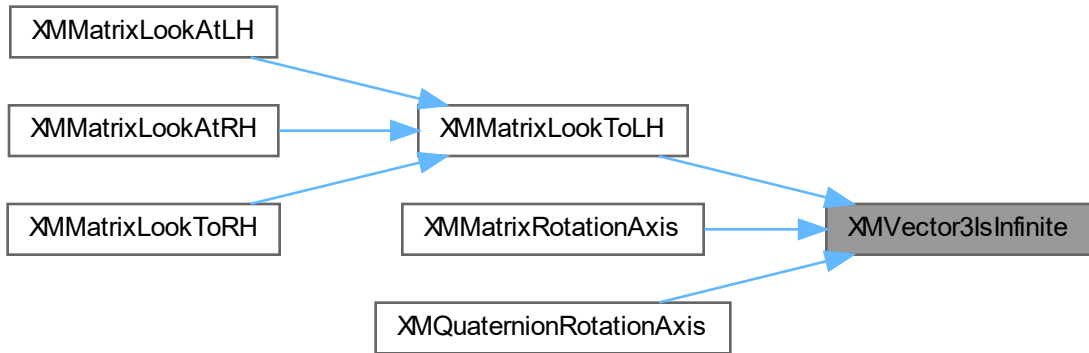 XMMatrixLookAtLH
XMMatrixLookAtRH
XMMatrixLookToLH
XMMatrixLookToRH
XMMatrixRotationAxis
XMVector3IsInfinite
XMQuaternionRotationAxis